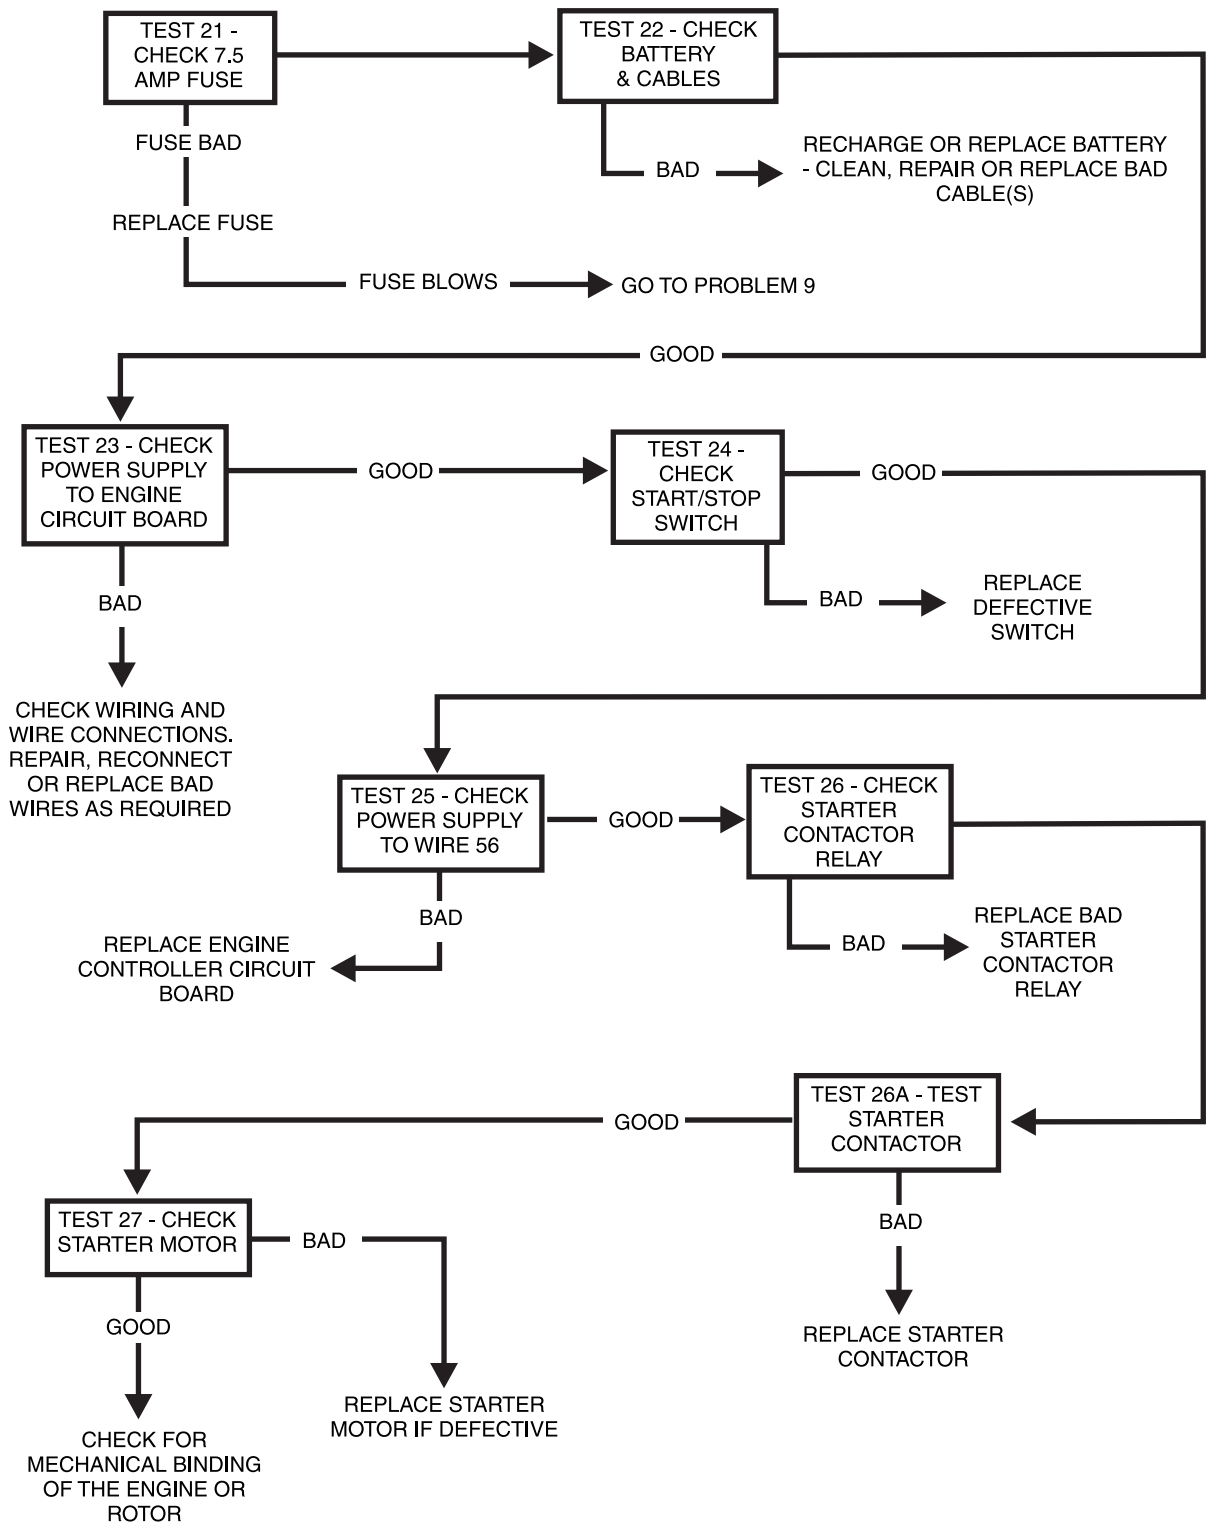 TEST 21 -
CHECK 7.5
AMP FUSE
TEST 22 - CHECK
BATTERY
& CABLES
FUSE BAD
BAD
RECHARGE OR REPLACE BATTERY
- CLEAN, REPAIR OR REPLACE BAD
CABLE(S)
REPLACE FUSE
FUSE BLOWS
GO TO PROBLEM 9
GOOD
TEST 23 - CHECK
POWER SUPPLY
TO ENGINE
CIRCUIT BOARD
GOOD
TEST 24 -
CHECK
START/STOP
SWITCH
GOOD
BAD
BAD
REPLACE
DEFECTIVE
SWITCH
CHECK WIRING AND
WIRE CONNECTIONS.
REPAIR, RECONNECT
OR REPLACE BAD
WIRES AS REQUIRED
TEST 25 - CHECK
POWER SUPPLY
TO WIRE 56
GOOD
TEST 26 - CHECK
STARTER
CONTACTOR
RELAY
BAD
REPLACE ENGINE
CONTROLLER CIRCUIT
BOARD
BAD
REPLACE BAD
STARTER
CONTACTOR
RELAY
TEST 26A - TEST
STARTER
CONTACTOR
GOOD
BAD
REPLACE STARTER
CONTACTOR
TEST 27 - CHECK
STARTER MOTOR
BAD
GOOD
REPLACE STARTER
MOTOR IF DEFECTIVE
CHECK FOR
MECHANICAL BINDING
OF THE ENGINE OR
ROTOR